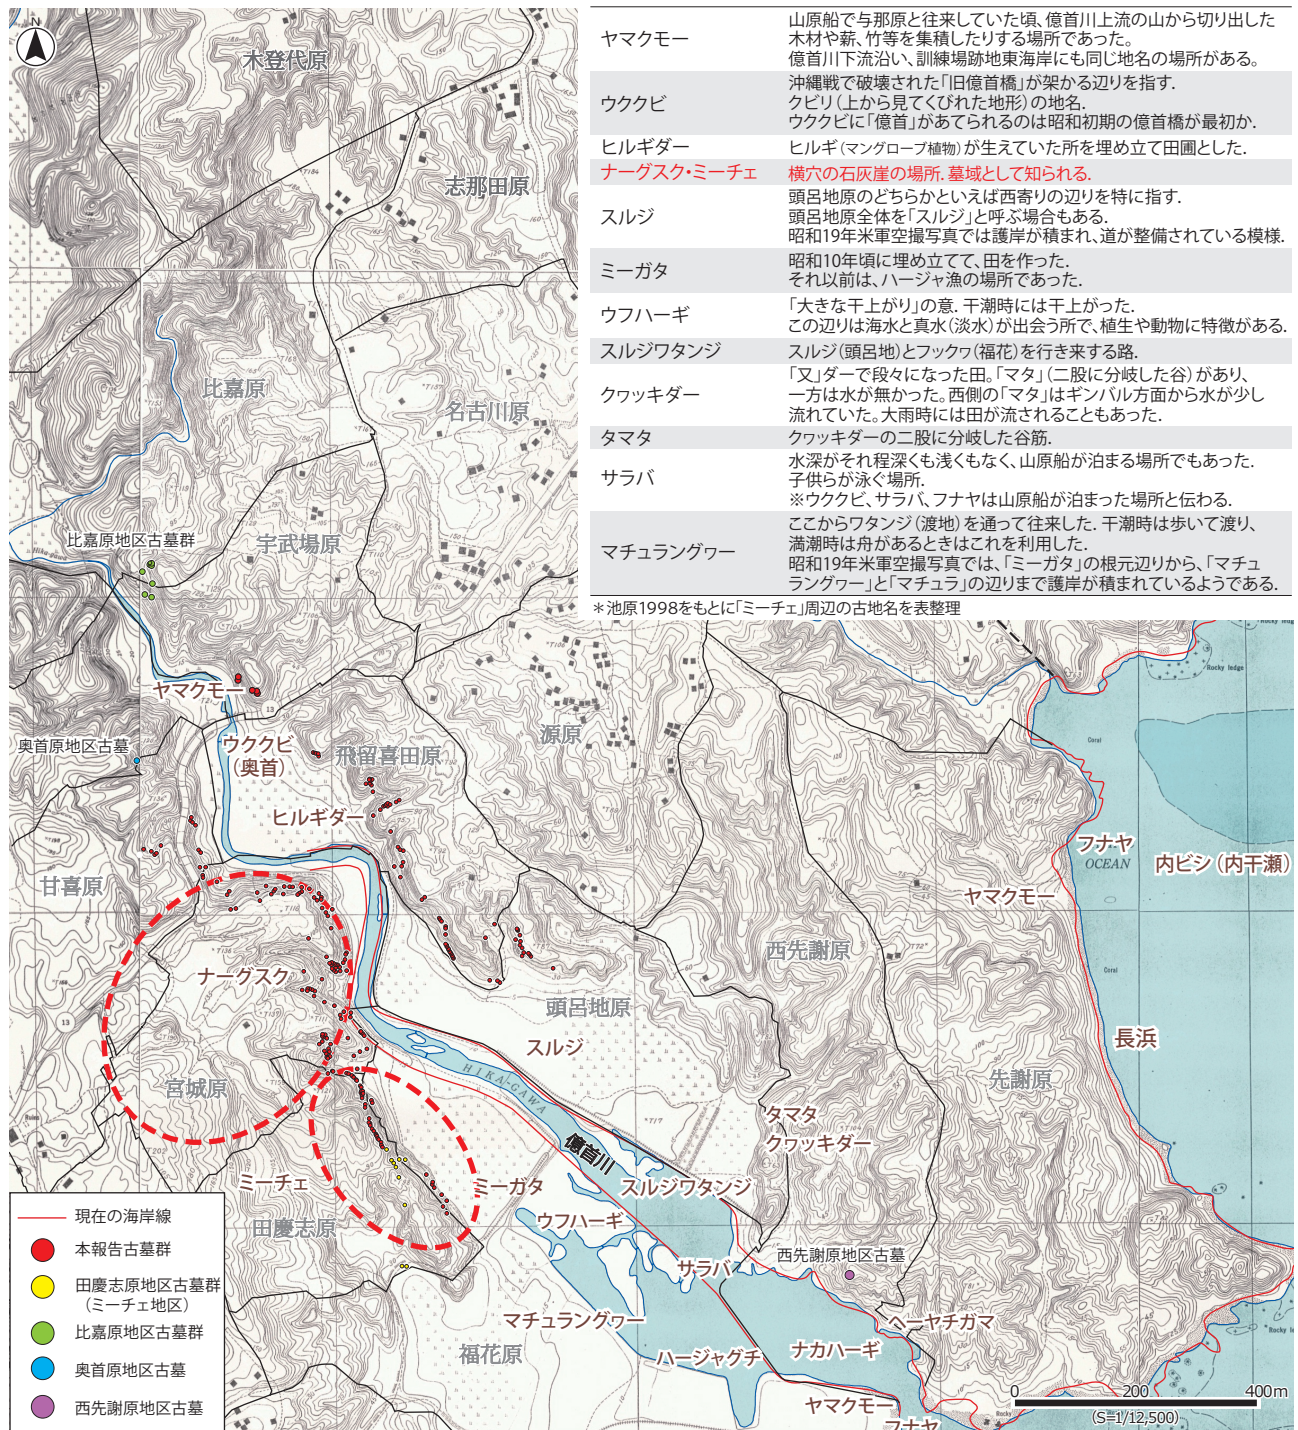 ヤマクモー
山原船で与那原と往来していた頃、億首川上流の山から切り出した
木材や薪、竹等を集積したりする場所であった。
億首川下流沿い、訓練場跡地東海岸にも同じ地名の場所がある。
ウククビ
沖縄戦で破壊された「旧億首橋」が架かる辺りを指す.
クビリ(上から見てくびれた地形)の地名.
ウククビに「億首」があてられるのは昭和初期の億首橋が最初か.
ヒルギダー
ヒルギ(マングローブ植物)が生えていた所を埋め立て田圃とした.
ナーグスク・ミーチェ
横穴の石灰崖の場所. 墓域として知られる.
スルジ
頭呂地原のどちらかといえば西寄りの辺りを特に指す.
頭呂地原全体を「スルジ」と呼ぶ場合もある.
昭和19年米軍空撮写真では護岸が積まれ、道が整備されている模様.
ミーガタ
昭和10年頃に埋め立てて、田を作った.
それ以前は、ハージャ漁の場所であった.
ウフハーギ
「大きな干上がり」の意. 干潮時には干上がった.
この辺りは海水と真水(淡水)が出会う所で、植生や動物に特徴がある.
スルジワタンジ
スルジ(頭呂地)とフックヮ(福花)を行き来する路.
クヮッキダー
「又」ダーで段々になった田。「マタ」(二股に分岐した谷)があり、
一方は水が無かった。西側の「マタ」はギンバル方面から水が少し
流れていた。大雨時には田が流されることもあった.
タマタ
クヮッキダーの二股に分岐した谷筋.
サラバ
水深がそれ程深くも浅くもなく、山原船が泊まる場所でもあった.
子供らが泳ぐ場所.
※ウククビ、サラバ、フナヤは山原船が泊まった場所と伝わる.
マチュラングヮー
ここからワタンジ(渡地)を通って往来した. 干潮時は歩いて渡り、
満潮時は舟があるときはこれを利用した.
昭和19年米軍空撮写真では、「ミーガタ」の根元辺りから、「マチュ
ラングヮー」と「マチュラ」の辺りまで護岸が積まれているようである.
＊池原1998をもとに「ミーチェ」周辺の古地名を表整理
N
木登代原
志那田原
比嘉原
名古川原
宇武場原
比嘉原地区古墓群
Hika-gawa
ヤマクモー
奥首原地区古墓
ウククビ
(奥首)
飛留喜田原
源原
ヒルギダー
甘喜原
フナヤ
OCEAN
内ビシ(内干瀬)
ヤマクモー
西先謝原
ナーグスク
頭呂地原
スルジ
長浜
先謝原
HIKA-GAWA
宮城原
タマタ
クヮッキダー
億首川
ミーチェ
ミーガタ
スルジワタンジ
ウフハーギ
田慶志原
サラバ
西先謝原地区古墓
マチュラングヮー
ヘーヤチガマ
福花原
ハージャグチ
ナカハーギ
ヤマクモー
フナヤ
Rocky ledge
Coral
Coral
13
13
現在の海岸線
本報告古墓群
田慶志原地区古墓群
(ミーチェ地区)
比嘉原地区古墓群
奥首原地区古墓
西先謝原地区古墓
0 200 400m
(S=1/12,500)